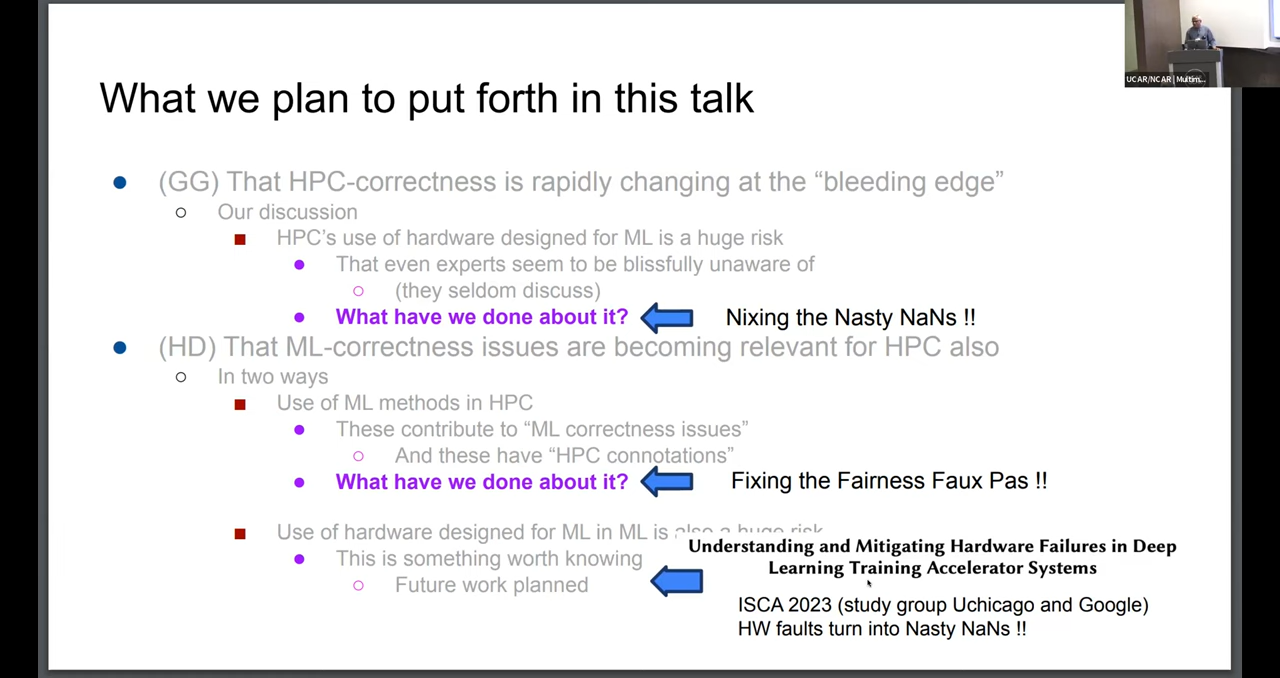 UCAR/NCAR | Multim...
What we plan to put forth in this talk
(GG) That HPC-correctness is rapidly changing at the “bleeding edge”
Our discussion
HPC’s use of hardware designed for ML is a huge risk
That even experts seem to be blissfully unaware of
(they seldom discuss)
What have we done about it? Nixing the Nasty NaNs !!
(HD) That ML-correctness issues are becoming relevant for HPC also
In two ways
Use of ML methods in HPC
These contribute to “ML correctness issues”
And these have “HPC connotations”
What have we done about it? Fixing the Fairness Faux Pas !!
Use of hardware designed for ML in ML is also a huge risk
This is something worth knowing
Future work planned
Understanding and Mitigating Hardware Failures in Deep
Learning Training Accelerator Systems
ISCA 2023 (study group Uchicago and Google)
HW faults turn into Nasty NaNs !!